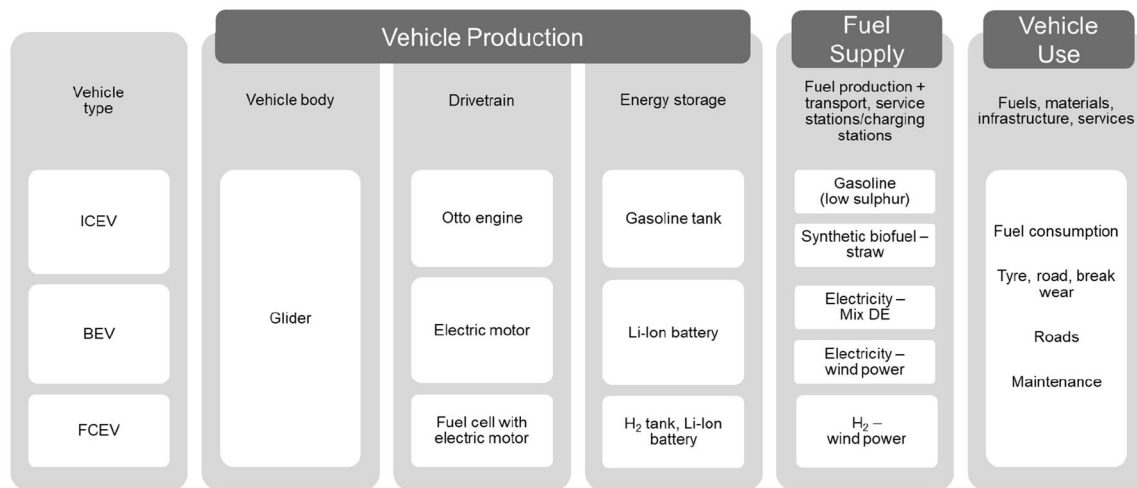 Vehicle Production
Fuel
Supply
Vehicle
Use
Vehicle
type
Vehicle body
Drivetrain
Energy storage
Fuel production +
transport, service
stations/charging
stations
Fuels, materials,
infrastructure, services
ICEV
BEV
FCEV
Glider
Otto engine
Electric motor
Fuel cell with
electric motor
Gasoline tank
Li-Ion battery
H₂ tank, Li-Ion
battery
Gasoline
(low sulphur)
Synthetic biofuel –
straw
Electricity –
Mix DE
Electricity –
wind power
H₂ –
wind power
Fuel consumption
Tyre, road, break
wear
Roads
Maintenance